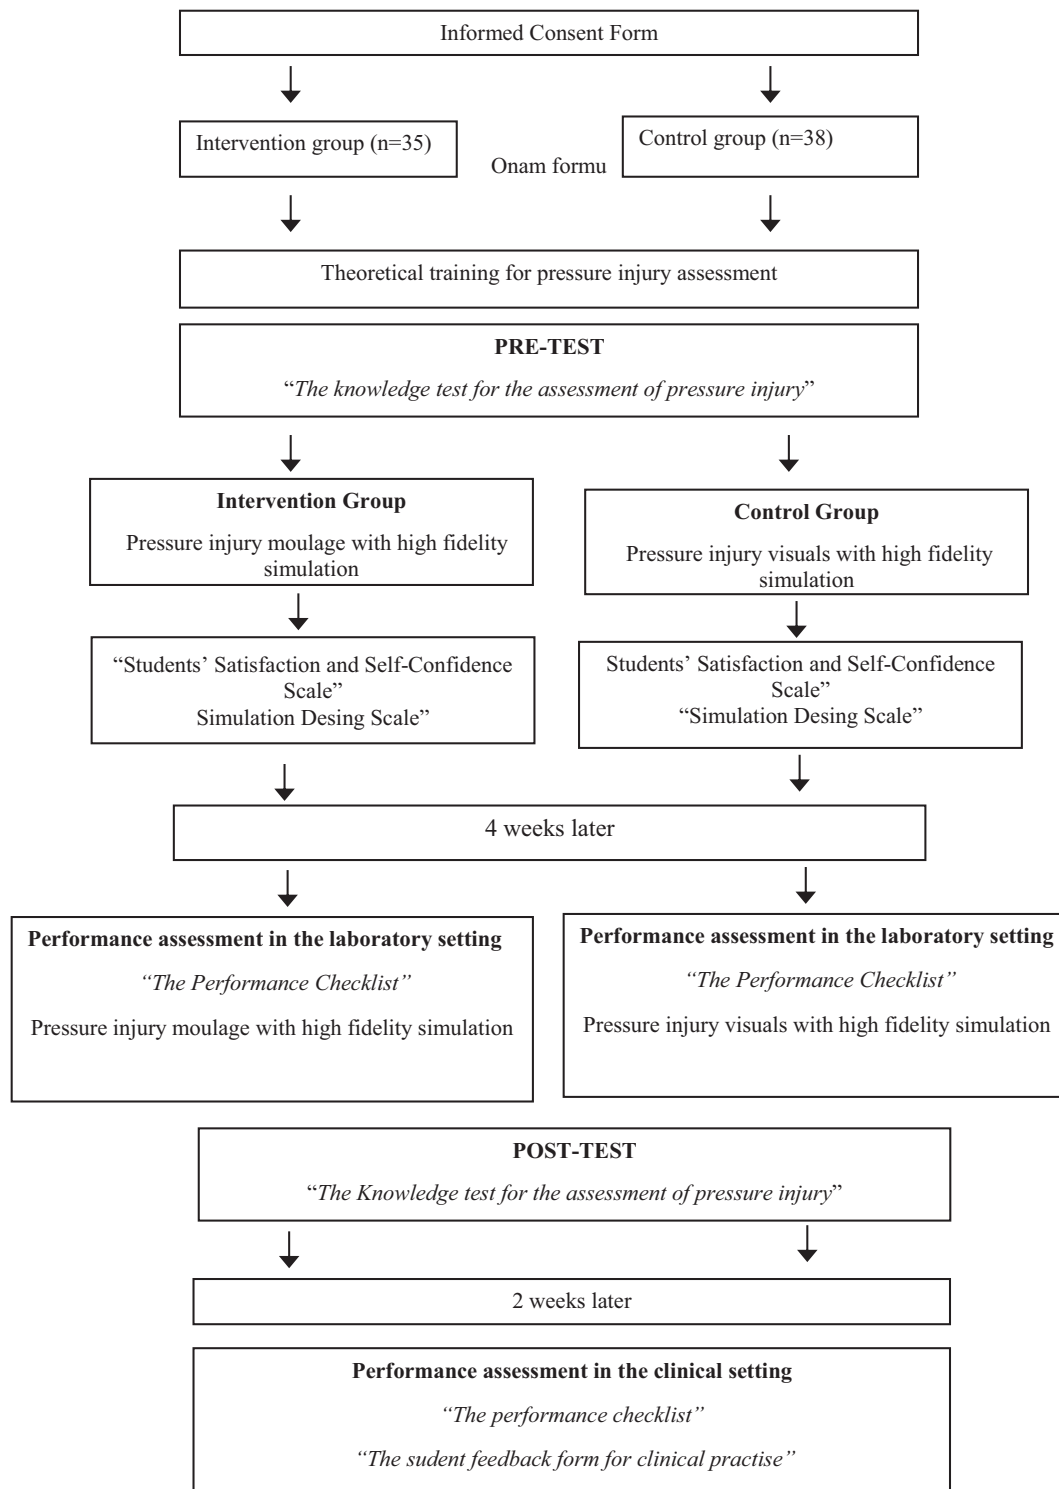 Informed Consent Form
Intervention group (n=35)
Control group (n=38)
Onam formu
Theoretical training for pressure injury assessment
PRE-TEST
“The knowledge test for the assessment of pressure injury”
Intervention Group
Pressure injury moulage with high fidelity
simulation
Control Group
Pressure injury visuals with high fidelity
simulation
“Students’ Satisfaction and Self-Confidence
Scale”
Simulation Desing Scale”
Students’ Satisfaction and Self-Confidence
Scale”
“Simulation Desing Scale”
4 weeks later
Performance assessment in the laboratory setting
“The Performance Checklist”
Pressure injury moulage with high fidelity simulation
Performance assessment in the laboratory setting
“The Performance Checklist”
Pressure injury visuals with high fidelity simulation
POST-TEST
“The Knowledge test for the assessment of pressure injury”
2 weeks later
Performance assessment in the clinical setting
“The performance checklist”
“The sudent feedback form for clinical practise”